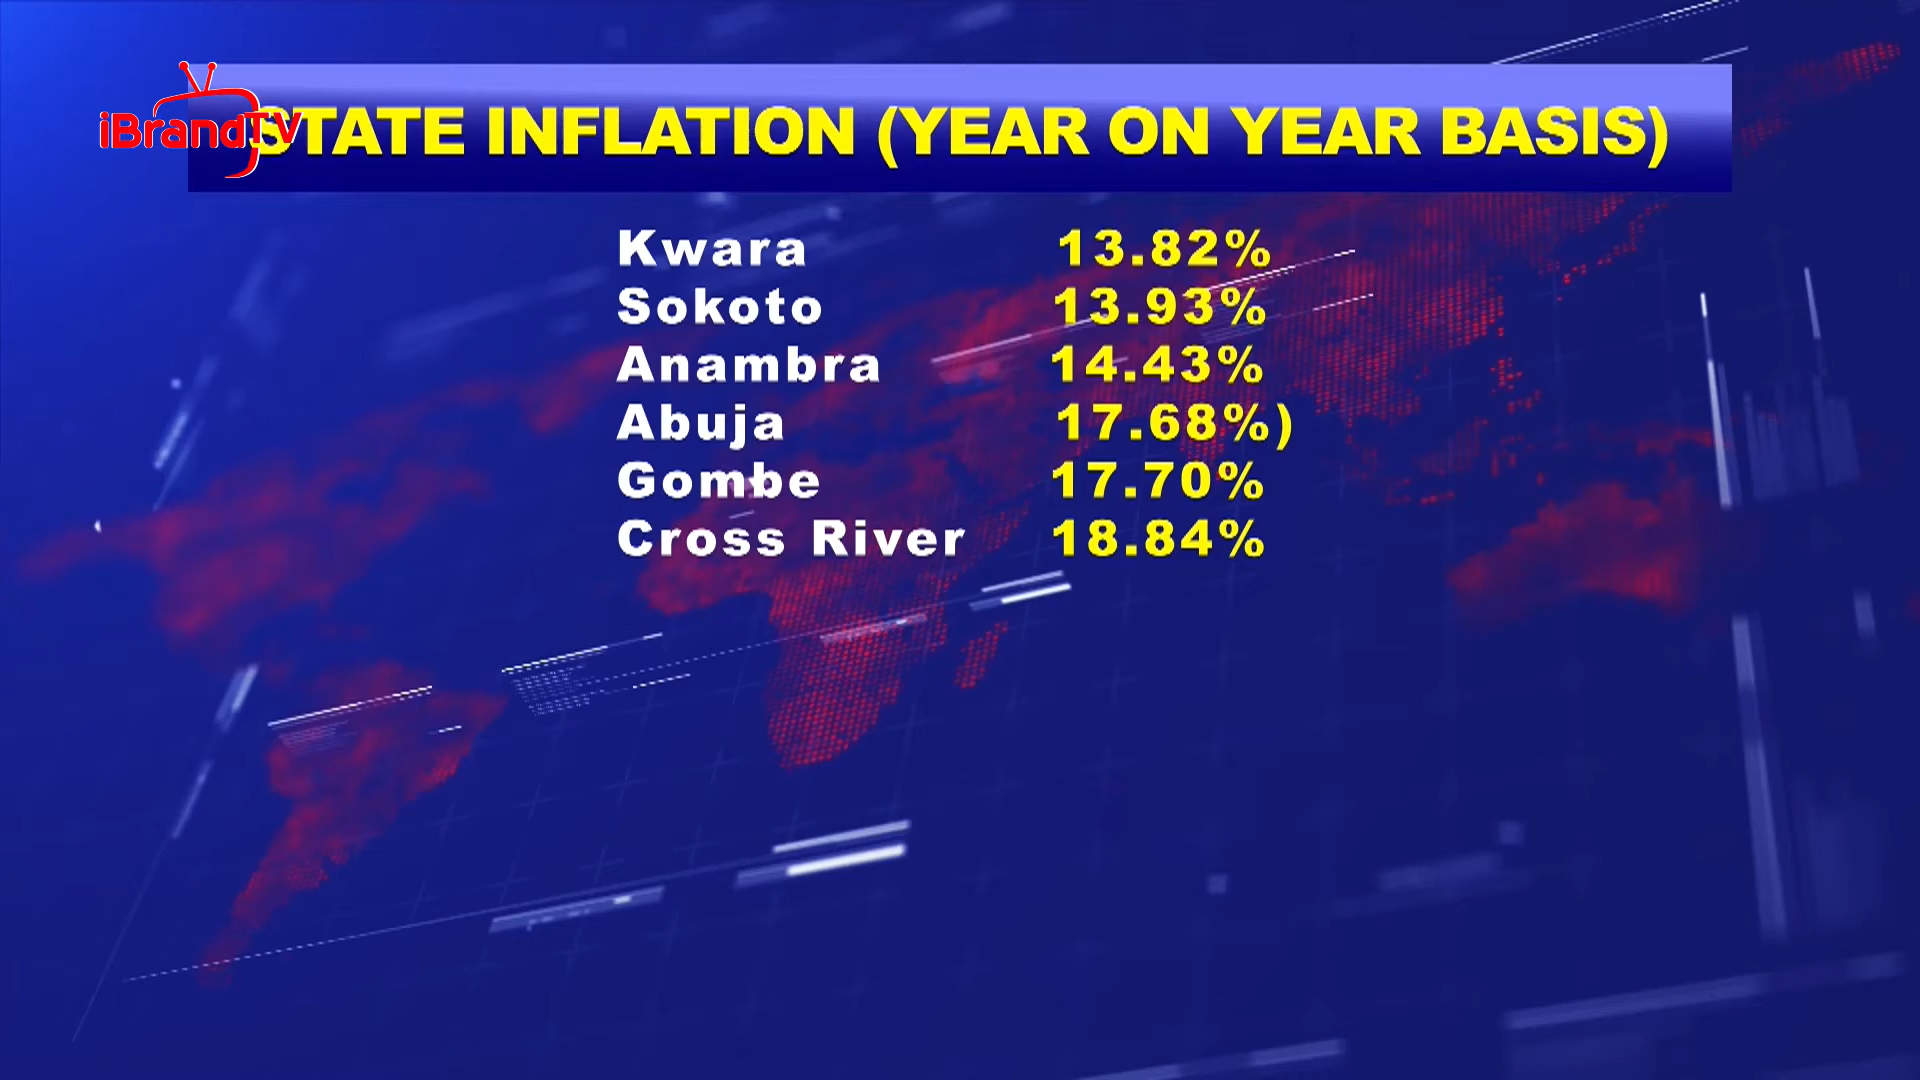 iBrandTV
STATE INFLATION (YEAR ON YEAR BASIS)
Kwara 13.82%
Sokoto 13.93%
Anambra 14.43%
Abuja 17.68%)
Gombe 17.70%
Cross River 18.84%